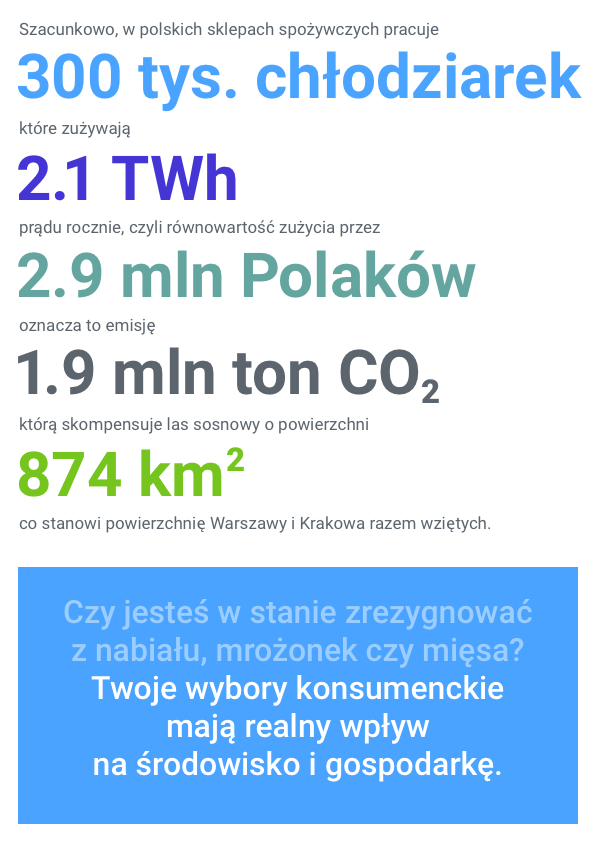 Szacunkowo, w polskich sklepach spożywczych pracuje
300 tys. chłodziarek
które zużywają
2.1 TWh
prądu rocznie, czyli równowartość zużycia przez
2.9 mln Polaków
oznacza to emisję
1.9 mln ton CO₂
którą skompensuje las sosnowy o powierzchni
874 km²
co stanowi powierzchnię Warszawy i Krakowa razem wziętych.
Czy jesteś w stanie zrezygnować
z nabiału, mrożonek czy mięsa?
Twoje wybory konsumenckie
mają realny wpływ
na środowisko i gospodarkę.